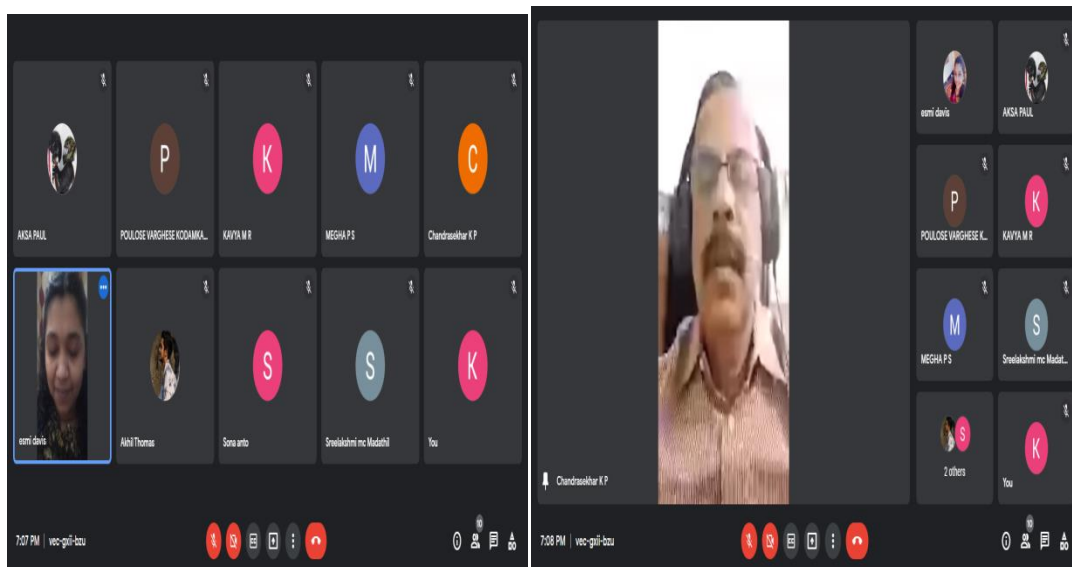 AKSA PAUL
P
POULOSE VARGHESE KODAMKA...
K
KAVYA M R
M
MEGHA P S
C
Chandrasekhar K P
esmi davis
Akhil Thomas
S
Sona anto
S
Sreelakshmi mc Madathil
K
You
7:07 PM | vec-gxii-bzu
10
Chandrasekhar K P
esmi davis
AKSA PAUL
P
POULOSE VARGHESE K...
K
KAVYA M R
M
MEGHA P S
S
Sreelakshmi mc Madat...
S
2 others
K
You
7:08 PM | vec-gxii-bzu
10